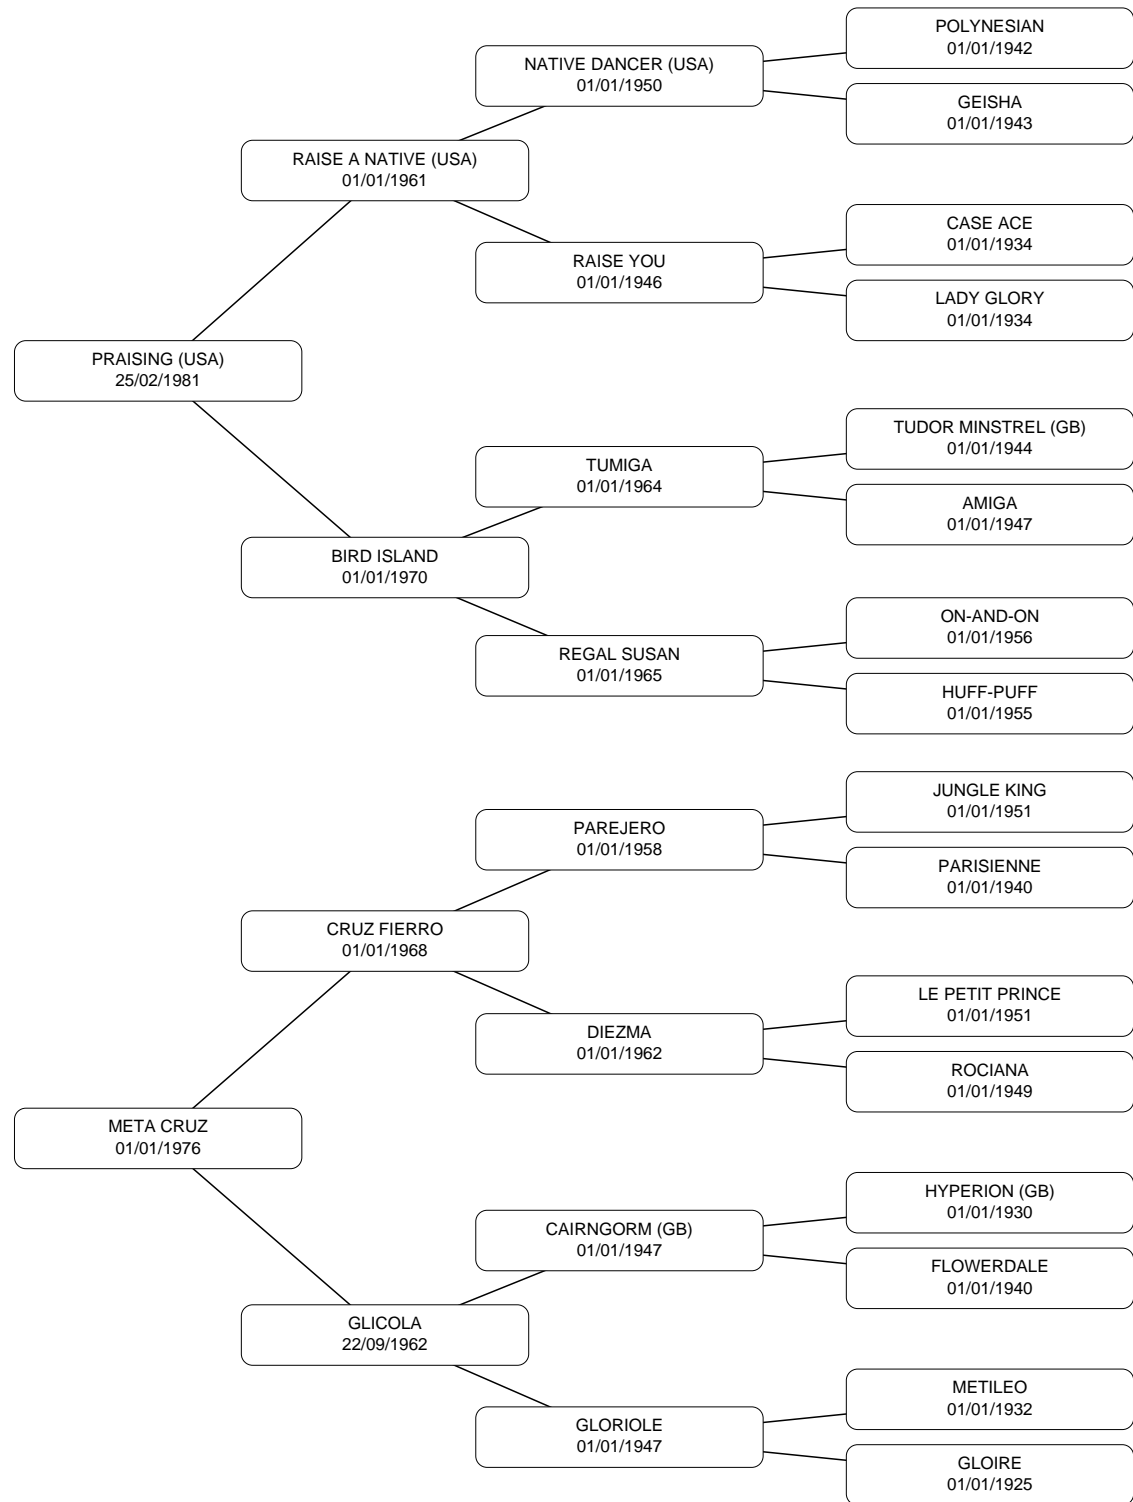 POLYNESIAN
01/01/1942
NATIVE DANCER (USA)
01/01/1950
GEISHA
01/01/1943
RAISE A NATIVE (USA)
01/01/1961
CASE ACE
01/01/1934
RAISE YOU
01/01/1946
LADY GLORY
01/01/1934
PRAISING (USA)
25/02/1981
TUDOR MINSTREL (GB)
01/01/1944
TUMIGA
01/01/1964
AMIGA
01/01/1947
BIRD ISLAND
01/01/1970
ON-AND-ON
01/01/1956
REGAL SUSAN
01/01/1965
HUFF-PUFF
01/01/1955
JUNGLE KING
01/01/1951
PAREJERO
01/01/1958
PARISIENNE
01/01/1940
CRUZ FIERRO
01/01/1968
LE PETIT PRINCE
01/01/1951
DIEZMA
01/01/1962
ROCIANA
01/01/1949
META CRUZ
01/01/1976
HYPERION (GB)
01/01/1930
CAIRNGORM (GB)
01/01/1947
FLOWERDALE
01/01/1940
GLICOLA
22/09/1962
METILEO
01/01/1932
GLORIOLE
01/01/1947
GLOIRE
01/01/1925